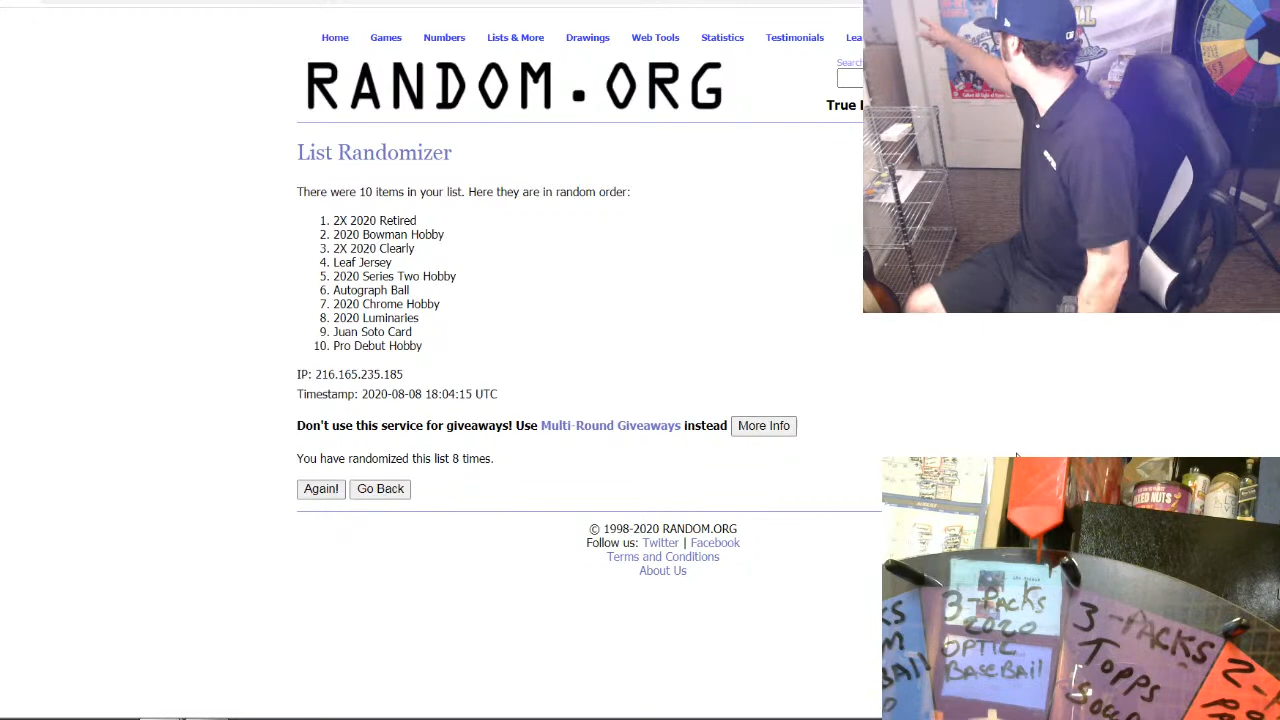 Home Games Numbers Lists & More Drawings Web Tools Statistics Testimonials Lea
Search
RANDOM.ORG
True
List Randomizer
There were 10 items in your list. Here they are in random order:
1. 2X 2020 Retired
2. 2020 Bowman Hobby
3. 2X 2020 Clearly
4. Leaf Jersey
5. 2020 Series Two Hobby
6. Autograph Ball
7. 2020 Chrome Hobby
8. 2020 Luminaries
9. Juan Soto Card
10. Pro Debut Hobby
IP: 216.165.235.185
Timestamp: 2020-08-08 18:04:15 UTC
Don't use this service for giveaways! Use Multi-Round Giveaways instead More Info
You have randomized this list 8 times.
Again! Go Back
© 1998-2020 RANDOM.ORG
Follow us: Twitter | Facebook
Terms and Conditions
About Us
34
MIXED NUTS
3-PACKS
2020
OPTIC
BASEBALL
3-PACKS
TOPPS
2-